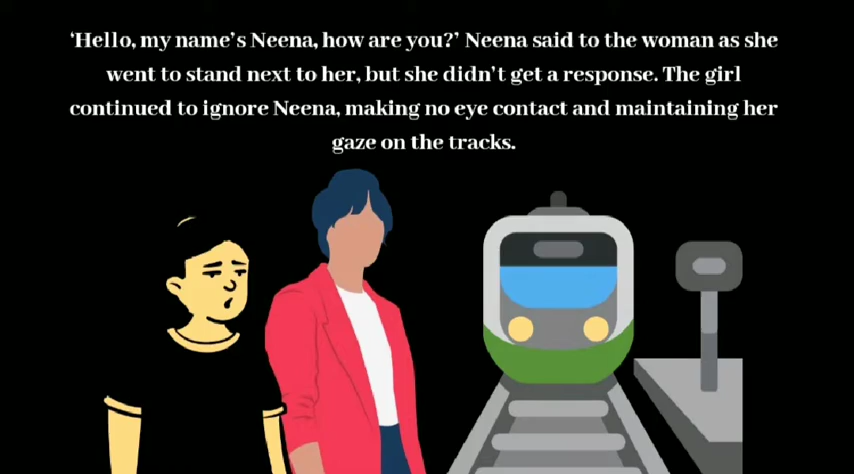 ‘Hello, my name’s Neena, how are you?’ Neena said to the woman as she
went to stand next to her, but she didn’t get a response. The girl
continued to ignore Neena, making no eye contact and maintaining her
gaze on the tracks.